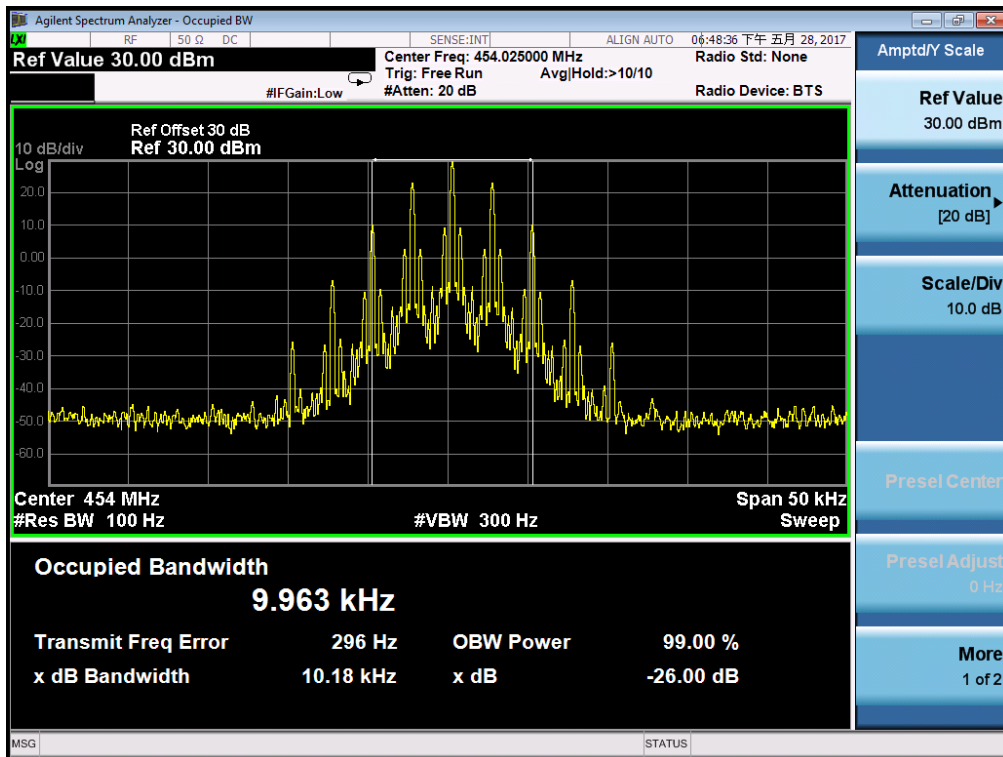 Agilent Spectrum Analyzer - Occupied BW
LXI RF 50 Ω DC SENSE:INT ALIGN AUTO 06:48:36 下午 五月 28, 2017
Ref Value 30.00 dBm
Center Freq: 454.025000 MHz Radio Std: None
Trig: Free Run Avg|Hold:>10/10
#IFGain:Low #Atten: 20 dB Radio Device: BTS
Ref Offset 30 dB
10 dB/div Ref 30.00 dBm
Log
20.0
10.0
0.00
-10.0
-20.0
-30.0
-40.0
-50.0
-60.0
Center 454 MHz Span 50 kHz
#Res BW 100 Hz #VBW 300 Hz Sweep
Occupied Bandwidth
9.963 kHz
Transmit Freq Error 296 Hz OBW Power 99.00 %
x dB Bandwidth 10.18 kHz x dB -26.00 dB
MSG STATUS
Amptd/Y Scale
Ref Value
30.00 dBm
Attenuation
[20 dB]
Scale/Div
10.0 dB
Presel Center
Presel Adjust
0 Hz
More
1 of 2